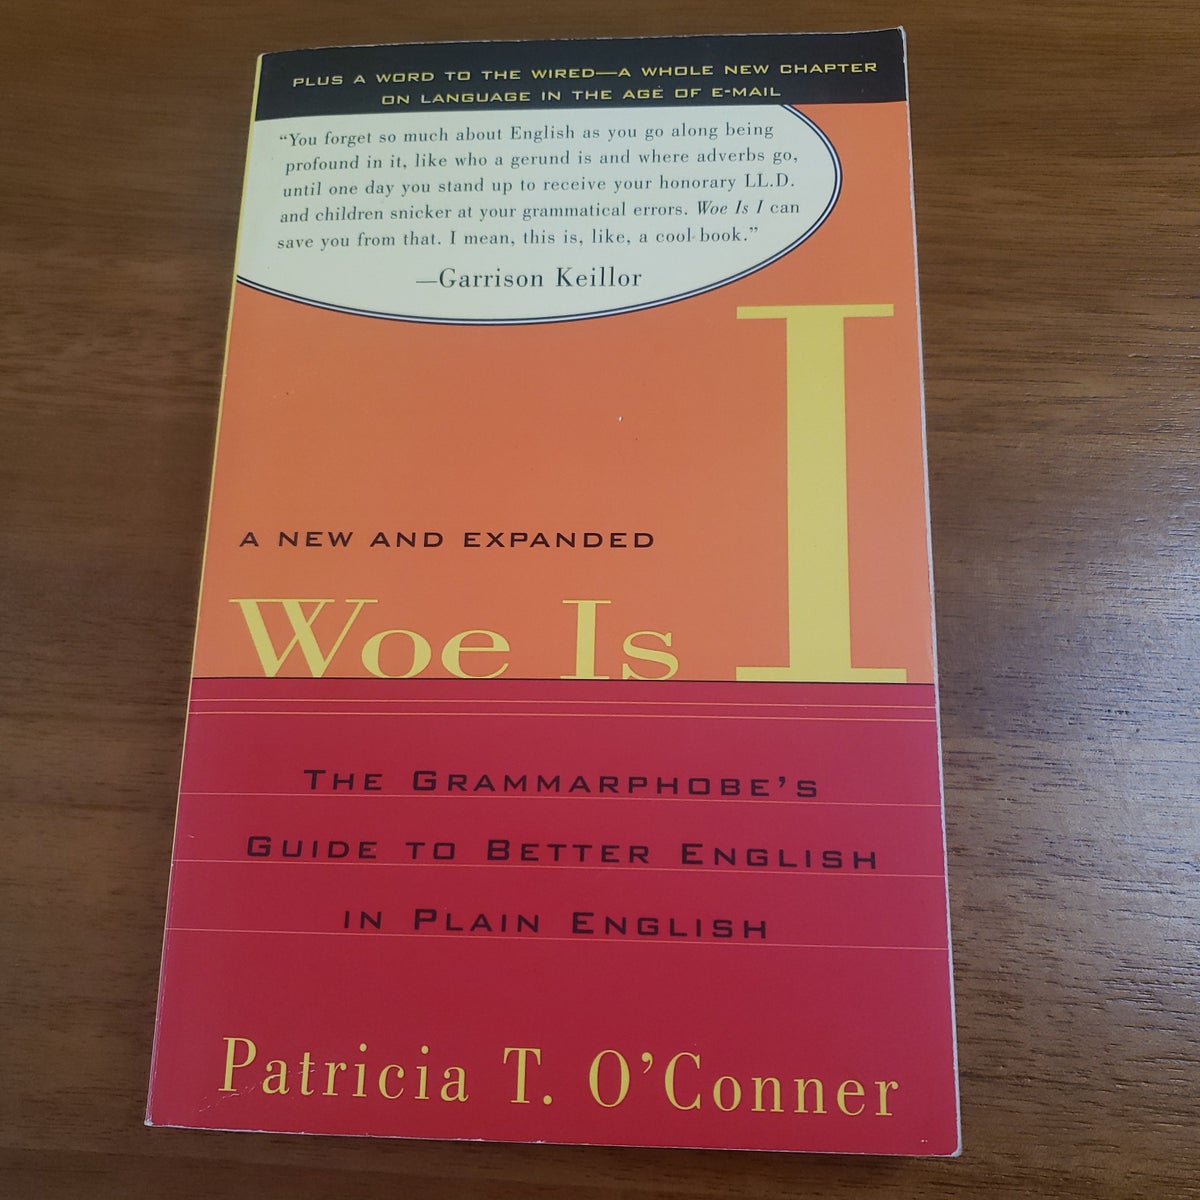 PLUS A WORD TO THE WIRED—A WHOLE NEW CHAPTER
ON LANGUAGE IN THE AGE OF E-MAIL
“You forget so much about English as you go along being
profound in it, like who a gerund is and where adverbs go,
until one day you stand up to receive your honorary LL.D.
and children snicker at your grammatical errors. Woe Is I can
save you from that. I mean, this is, like, a cool book.”
—Garrison Keillor
A NEW AND EXPANDED
Woe Is I
THE GRAMMARPHOBE’S
GUIDE TO BETTER ENGLISH
IN PLAIN ENGLISH
Patricia T. O’Conner